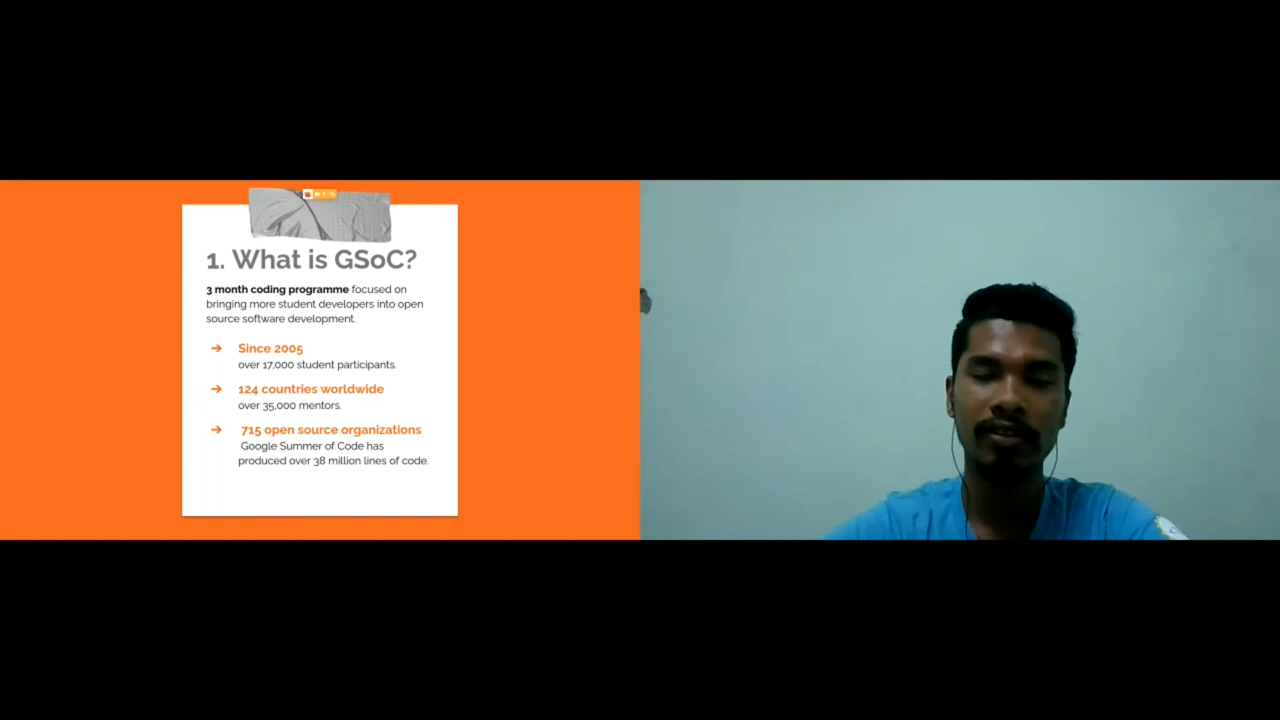 1. What is GSoC?
3 month coding programme focused on
bringing more student developers into open
source software development.
➔ Since 2005
over 17,000 student participants.
➔ 124 countries worldwide
over 35,000 mentors.
➔ 715 open source organizations
Google Summer of Code has
produced over 38 million lines of code.